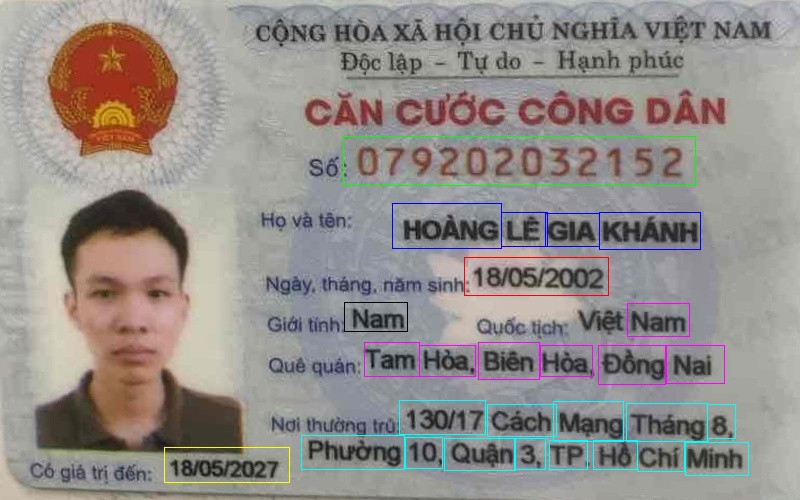 CỘNG HÒA XÃ HỘI CHỦ NGHĨA VIỆT NAM
Độc lập - Tự do - Hạnh phúc
CĂN CƯỚC CÔNG DÂN
Số: 079202032152
Họ và tên: HOÀNG LÊ GIA KHÁNH
Ngày, tháng, năm sinh: 18/05/2002
Giới tính: Nam Quốc tịch: Việt Nam
Quê quán: Tam Hòa, Biên Hòa, Đồng Nai
Nơi thường trú: 130/17 Cách Mạng Tháng 8,
Phường 10, Quận 3, TP. Hồ Chí Minh
Có giá trị đến: 18/05/2027
VIỆT NAM